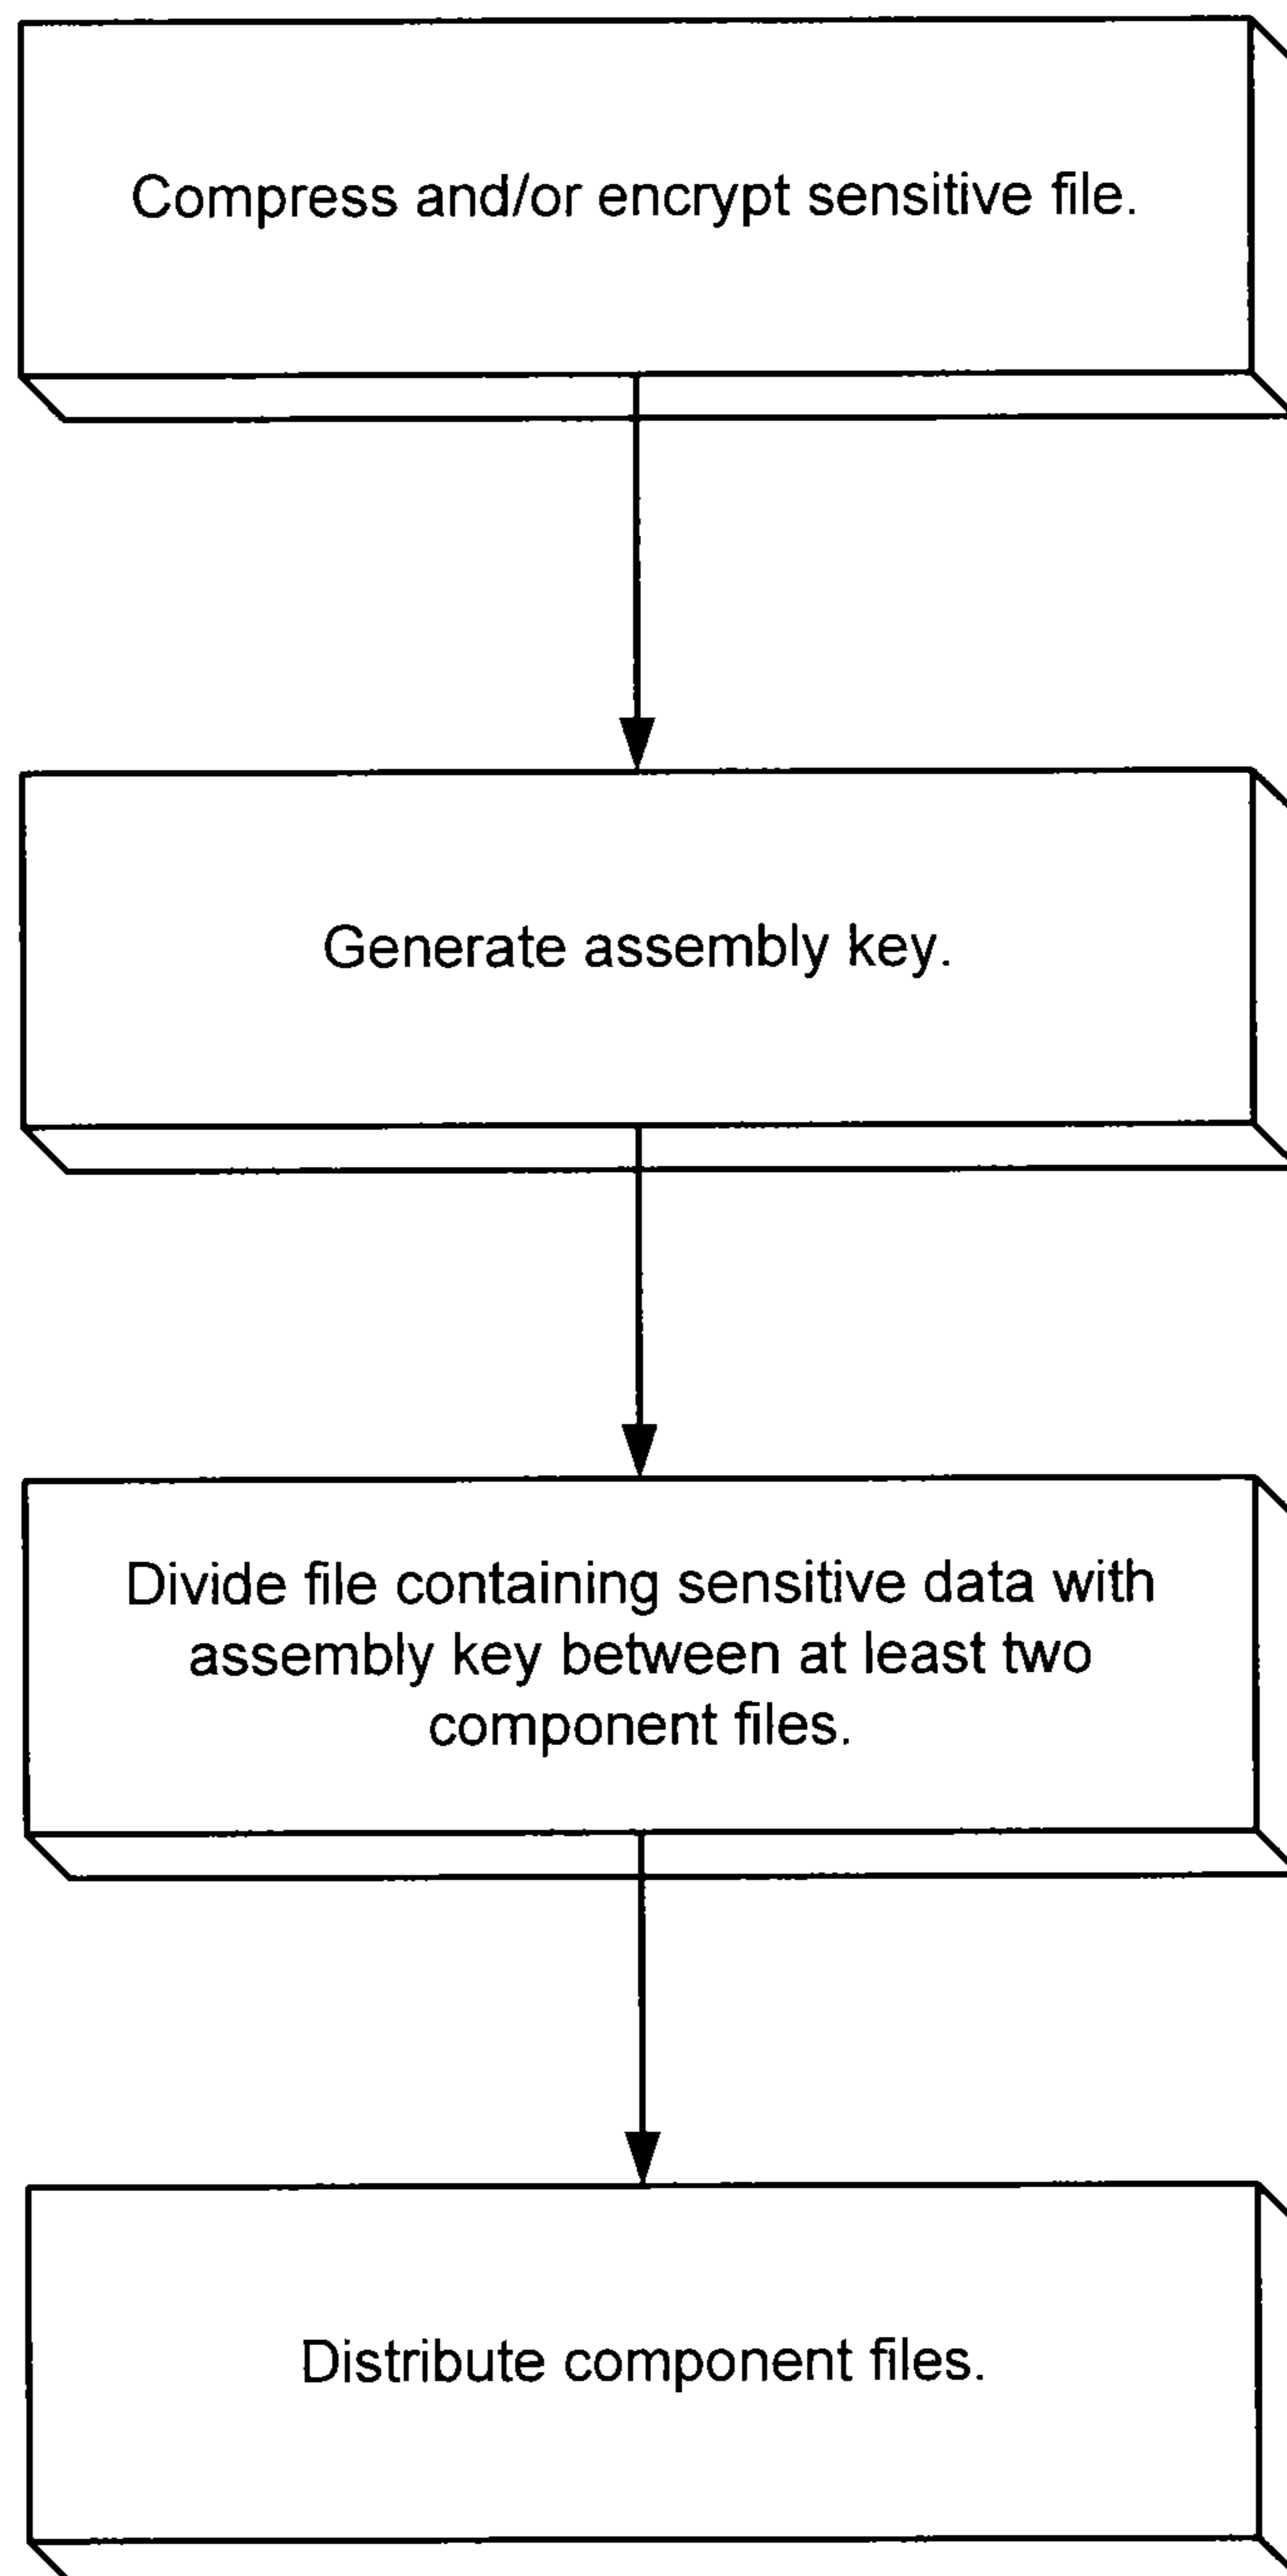 Compress and/or encrypt sensitive file.
Generate assembly key.
Divide file containing sensitive data with
assembly key between at least two
component files.
Distribute component files.